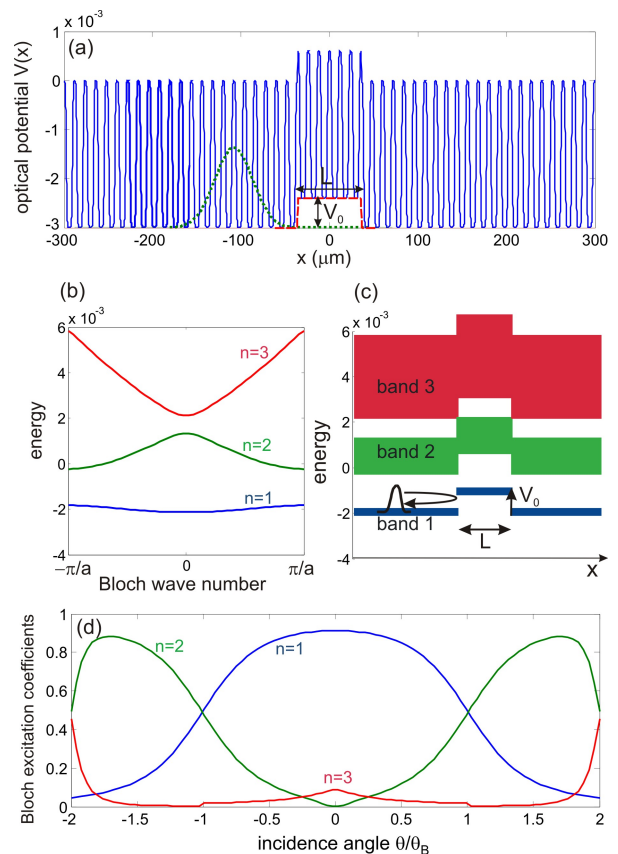 1 x 10⁻³
(a)
optical potential V(x)
0
-1
-2
-3
L
V₀
-300 -200 -100 0 100 200 300
x (μm)
(b)
6 x 10⁻³
4
2
0
-2
-4
energy
n=3
n=2
n=1
−π/a 0 π/a
Bloch wave number
(c)
6 x 10⁻³
4
2
0
-2
-4
energy
band 3
band 2
band 1
V₀
L
x
(d)
Bloch excitation coefficients
1
0.8
0.6
0.4
0.2
0
n=2
n=1
n=3
-2 -1.5 -1 -0.5 0 0.5 1 1.5 2
incidence angle θ/θ_B